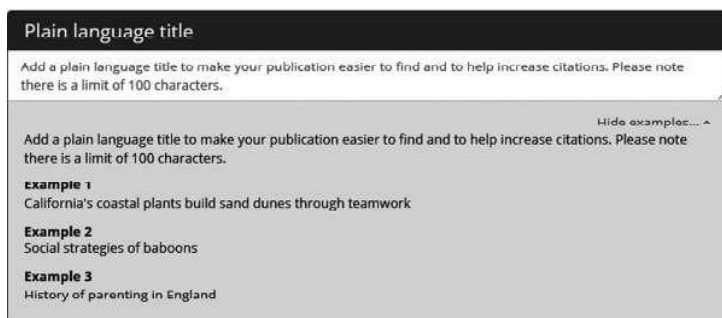 Plain language title
Add a plain language title to make your publication easier to find and to help increase citations. Please note
there is a limit of 100 characters.
Hide examples...
Add a plain language title to make your publication easier to find and to help increase citations. Please note
there is a limit of 100 characters.
Example 1
California's coastal plants build sand dunes through teamwork
Example 2
Social strategies of baboons
Example 3
History of parenting in England